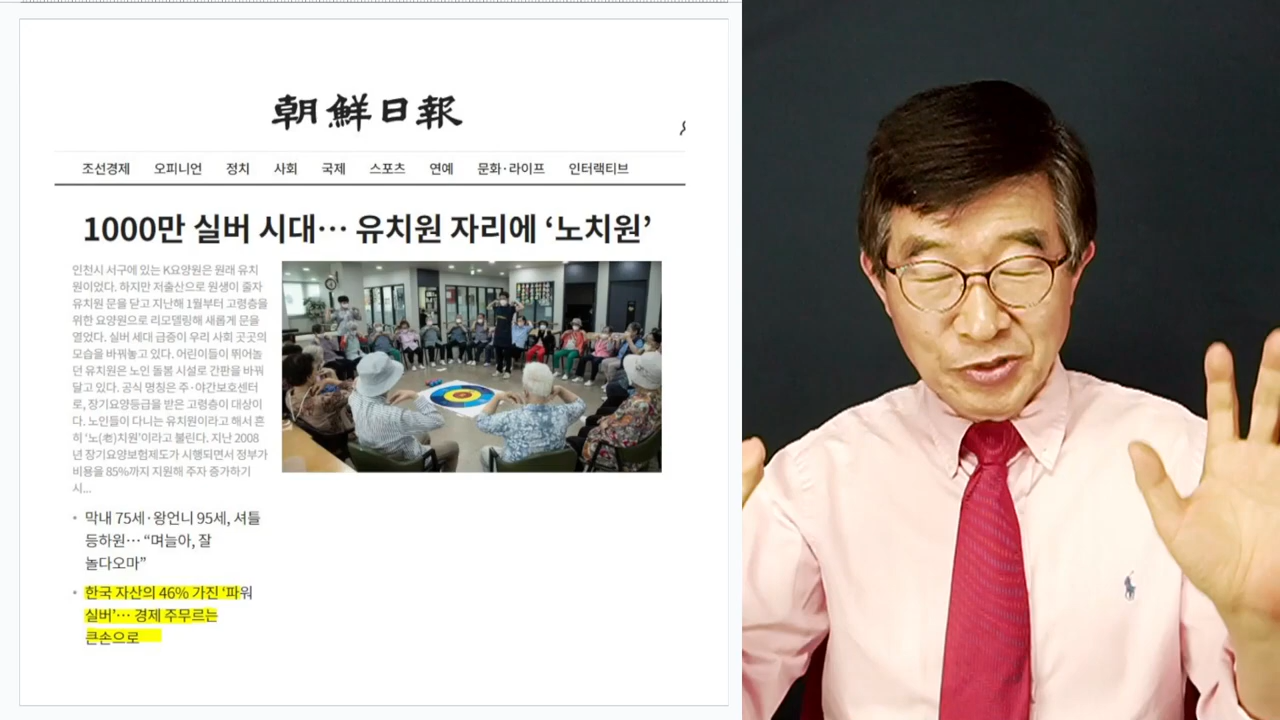 朝鮮日報
조선경제 오피니언 정치 사회 국제 스포츠 연예 문화·라이프 인터랙티브
1000만 실버 시대… 유치원 자리에 ‘노치원’
인천시 서구에 있는 K요양원은 원래 유치
원이었다. 하지만 저출산으로 원생이 줄자
유치원 문을 닫고 지난해 1월부터 고령층을
위한 요양원으로 리모델링해 새롭게 문을
열었다. 실버 세대 급증이 우리 사회 곳곳의
모습을 바꿔놓고 있다. 어린이들이 뛰어놀
던 유치원은 노인 돌봄 시설로 간판을 바꿔
달고 있다. 공식 명칭은 주·야간보호센터
로, 장기요양등급을 받은 고령층이 대상이
다. 노인들이 다니는 유치원이라고 해서 흔
히 ‘노(老)치원’이라고 불린다. 지난 2008
년 장기요양보험제도가 시행되면서 정부가
비용을 85%까지 지원해 주자 증가하기
시...
• 막내 75세·왕언니 95세, 셔틀
등하원… “며늘아, 잘
놀다오마”
• 한국 자산의 46% 가진 ‘파워
실버’… 경제 주무르는
큰손으로